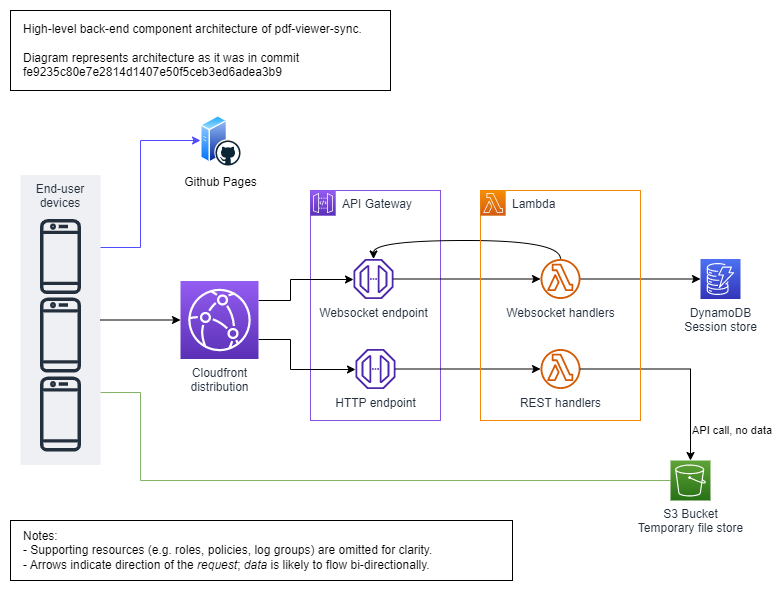 High-level back-end component architecture of pdf-viewer-sync.
Diagram represents architecture as it was in commit
fe9235c80e7e2814d1407e50f5ceb3ed6adea3b9
Github Pages
End-user
devices
API Gateway
Lambda
Websocket endpoint
Websocket handlers
DynamoDB
Session store
Cloudfront
distribution
HTTP endpoint
REST handlers
API call, no data
S3 Bucket
Temporary file store
Notes:
- Supporting resources (e.g. roles, policies, log groups) are omitted for clarity.
- Arrows indicate direction of the request; data is likely to flow bi-directionally.